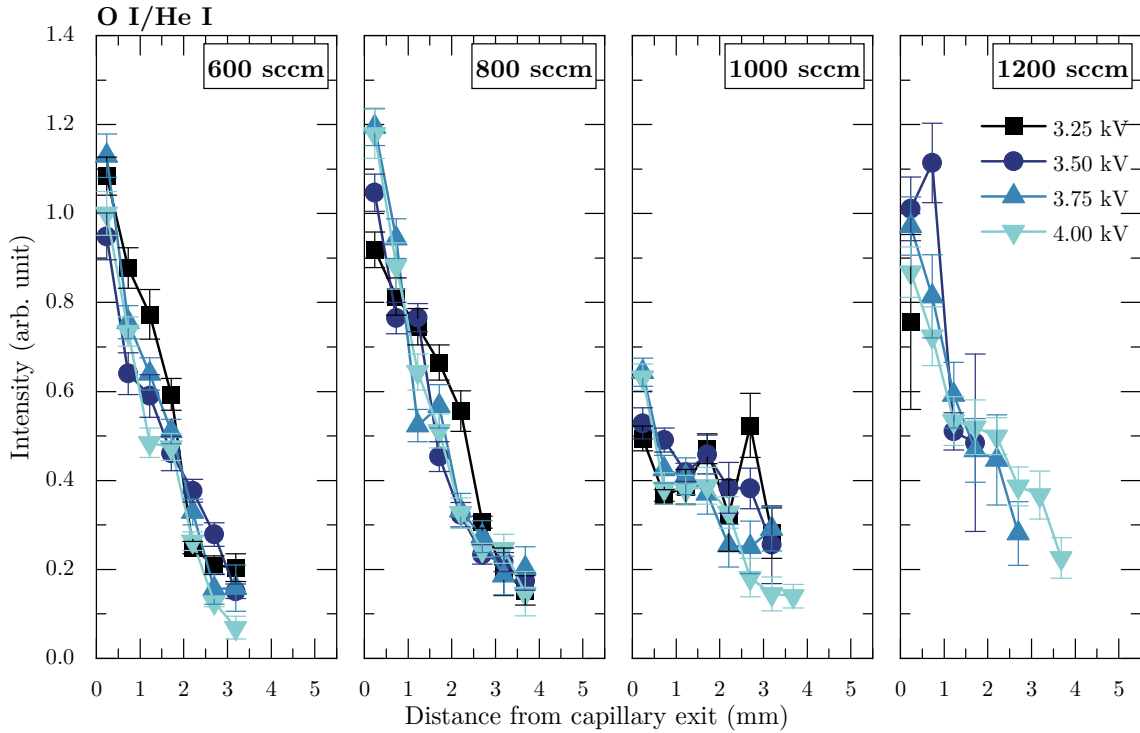 O I/He I
600 sccm
800 sccm
1000 sccm
1200 sccm
3.25 kV
3.50 kV
3.75 kV
4.00 kV
Intensity (arb. unit)
1.4
1.2
1.0
0.8
0.6
0.4
0.2
0.0
0 1 2 3 4 5
0 1 2 3 4 5
0 1 2 3 4 5
0 1 2 3 4 5
Distance from capillary exit (mm)